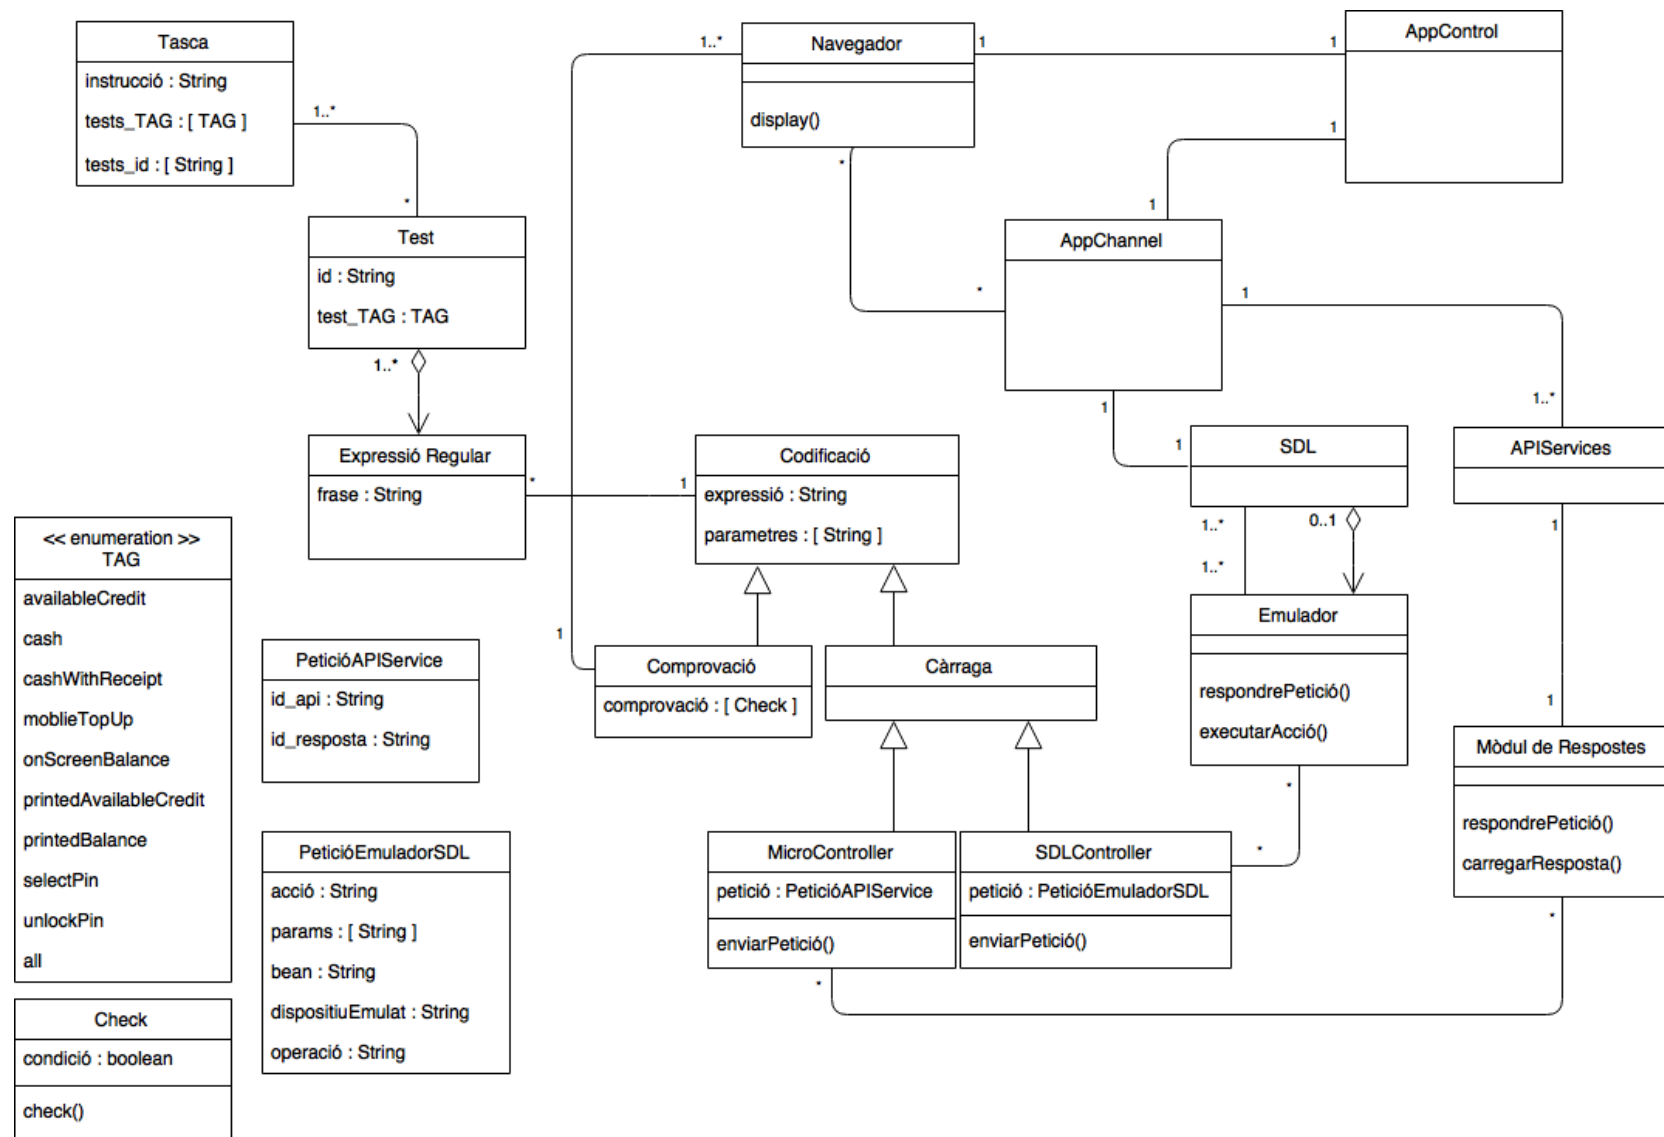 Tasca
instrucció : String
tests_TAG : [ TAG ]
tests_id : [ String ]
1..*
*
Test
id : String
test_TAG : TAG
1..*
Expressió Regular
frase : String
*
1
Codificació
expressió : String
parametres : [ String ]
1..*
Navegador
display()
1
1
AppControl
1
1
*
*
AppChannel
1
1..*
1
1
SDL
APIServices
1..*
1..*
0..1
Emulador
respondrePetició()
executarAcció()
1
1
Mòdul de Respostes
respondrePetició()
carregarResposta()
*
*
*
*
1
Comprovació
comprovació : [ Check ]
Càrraga
MicroController
petició : PeticióAPIService
enviarPetició()
SDLController
petició : PeticióEmuladorSDL
enviarPetició()
<< enumeration >>
TAG
availableCredit
cash
cashWithReceipt
moblieTopUp
onScreenBalance
printedAvailableCredit
printedBalance
selectPin
unlockPin
all
PeticióAPIService
id_api : String
id_resposta : String
PeticióEmuladorSDL
acció : String
params : [ String ]
bean : String
dispositiuEmulat : String
operació : String
Check
condició : boolean
check()